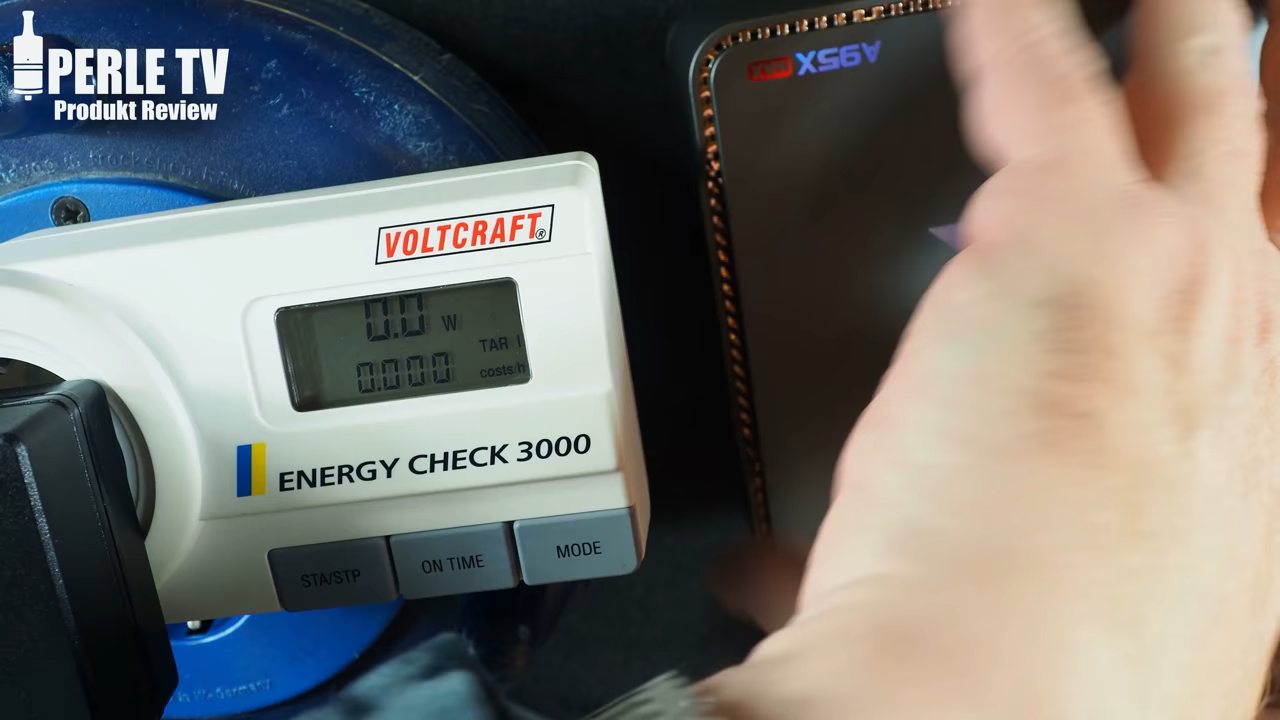 PERLE TV
Produkt Review
A95X MAX
VOLTCRAFT®
0.0 W
TAR I
0.000 costs/h
ENERGY CHECK 3000
STA/STP
ON TIME
MODE